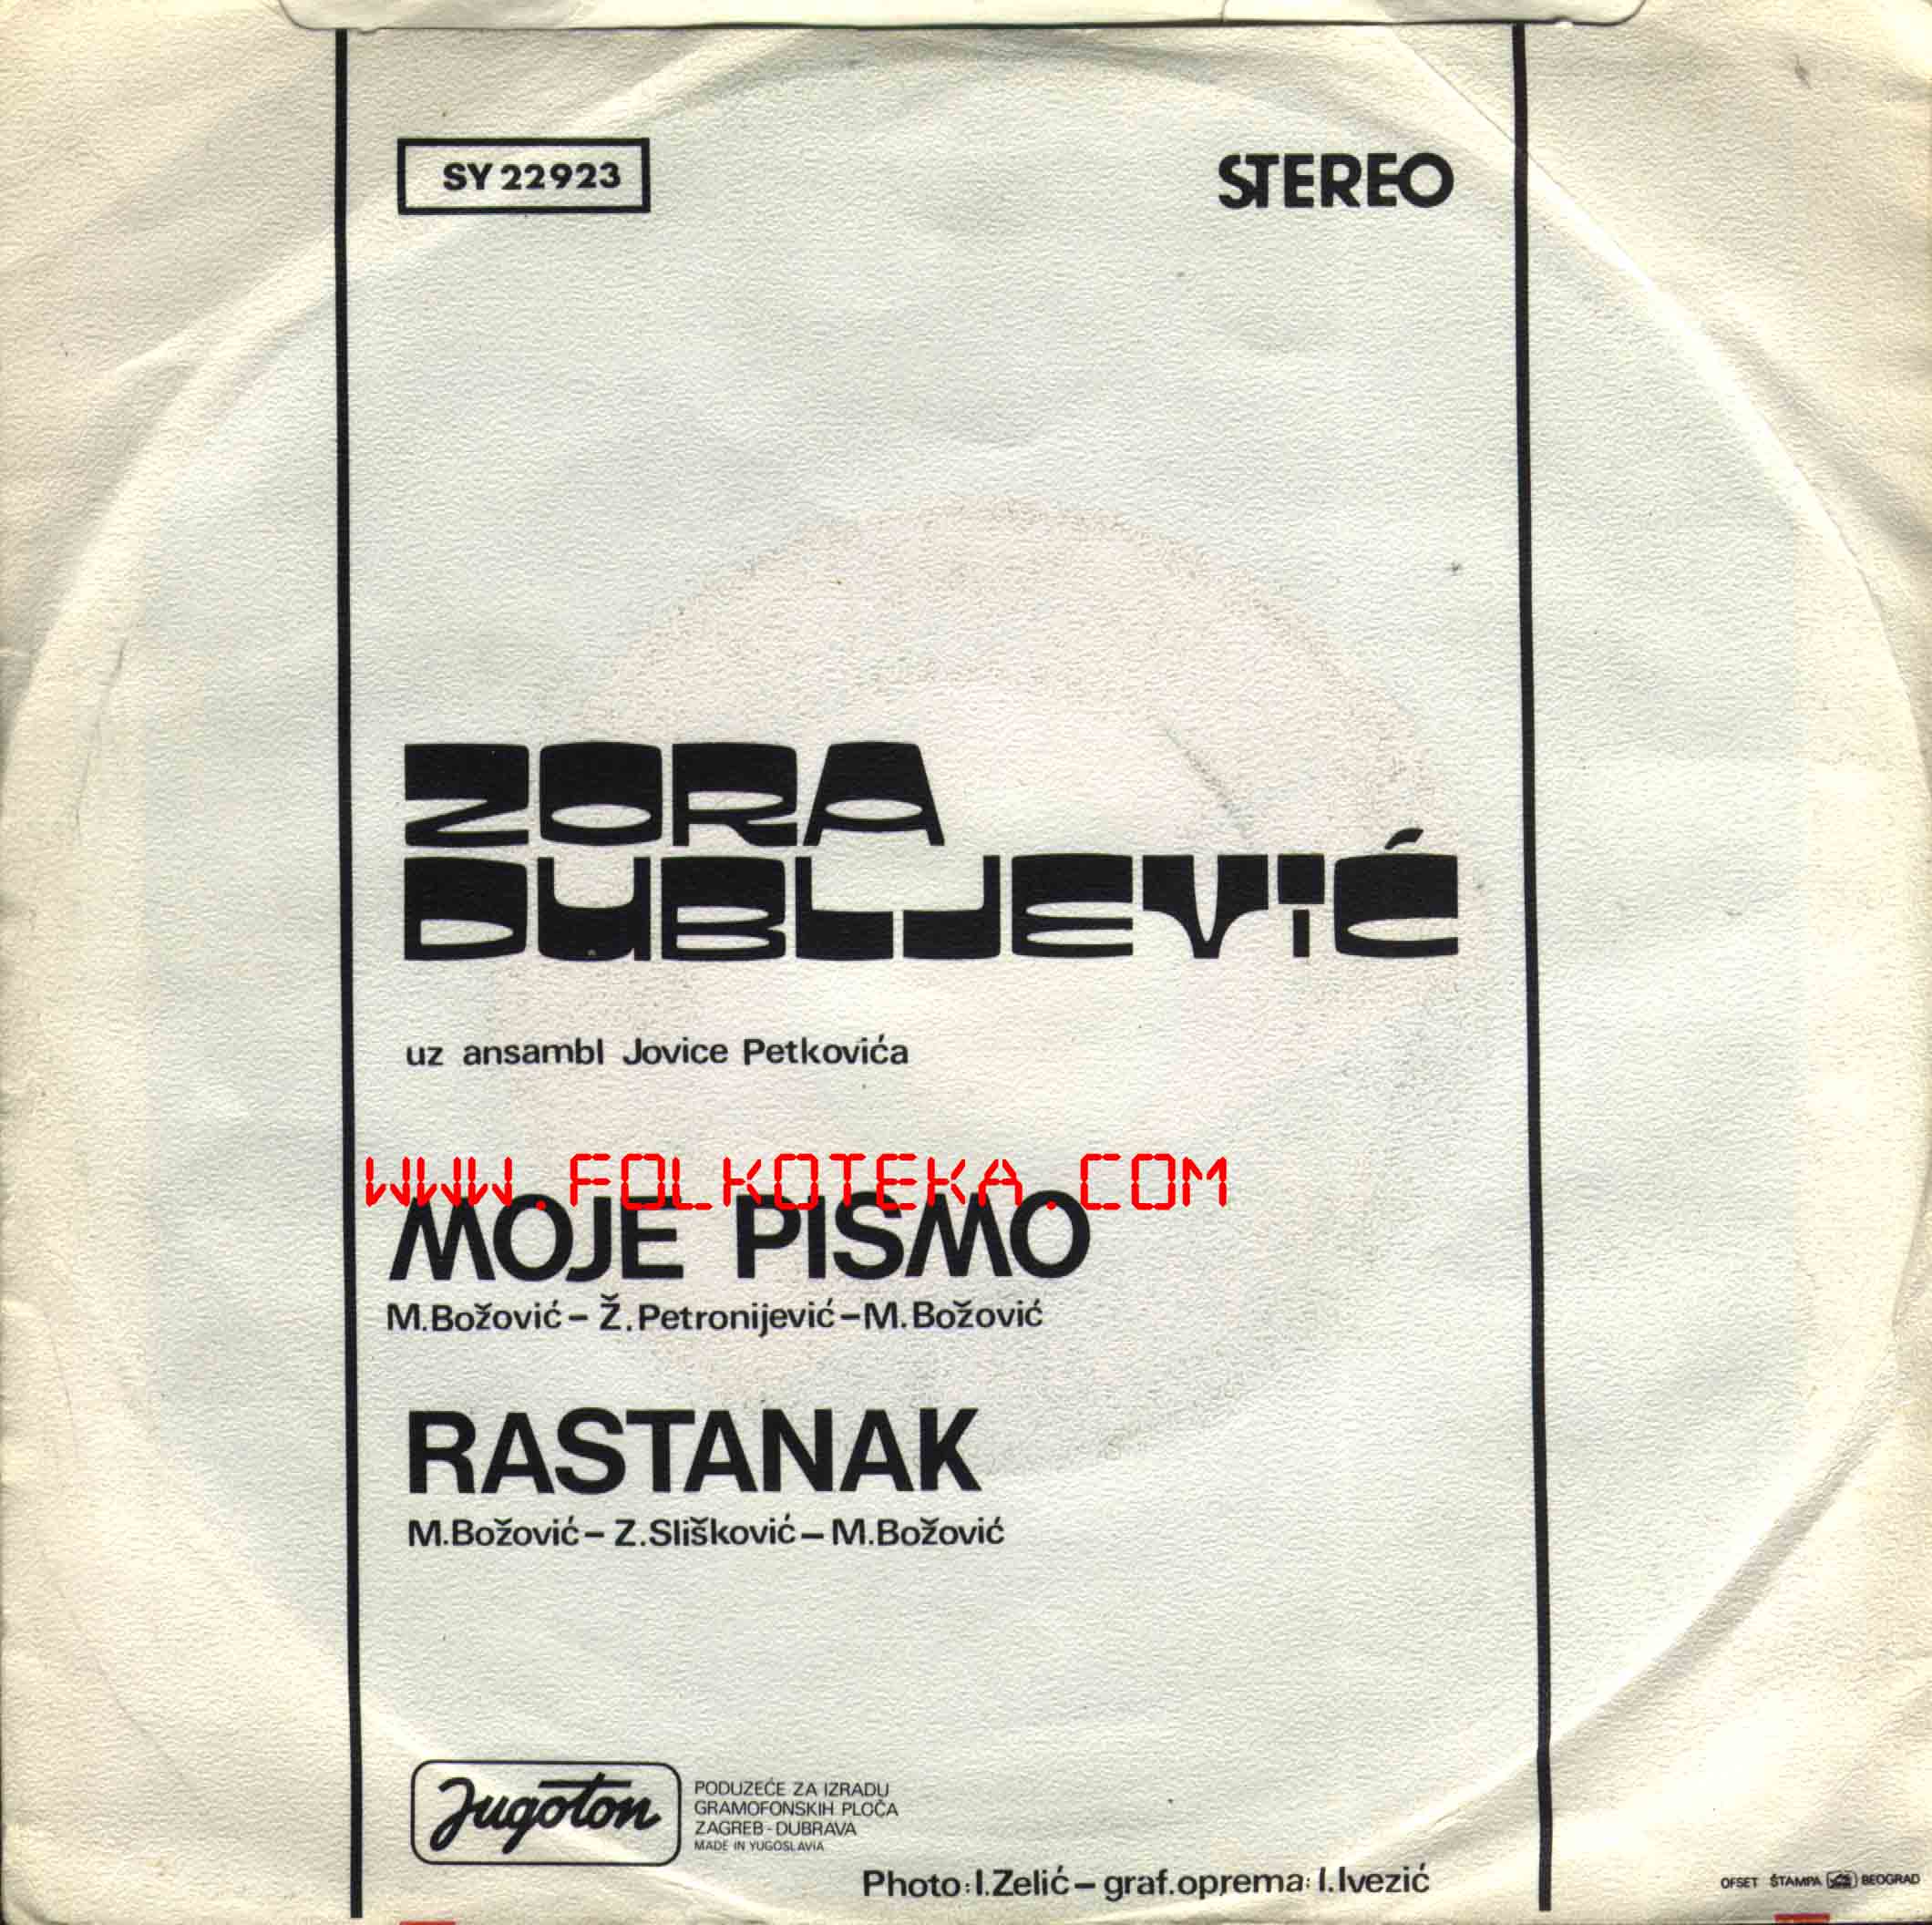 SY 22923
STEREO
ZORA
DUBLJEVIĆ
uz ansambl Jovice Petkovića
WWW.FOLKOTEKA.COM
MOJE PISMO
M.Božović – Ž.Petronijević – M.Božović
RASTANAK
M.Božović – Z.Slišković – M.Božović
Jugoton
PODUZEĆE ZA IZRADU
GRAMOFONSKIH PLOČA
ZAGREB - DUBRAVA
MADE IN YUGOSLAVIA
Photo: I.Zelić – graf.oprema: I.Ivezić
OFSET ŠTAMPA BEOGRAD